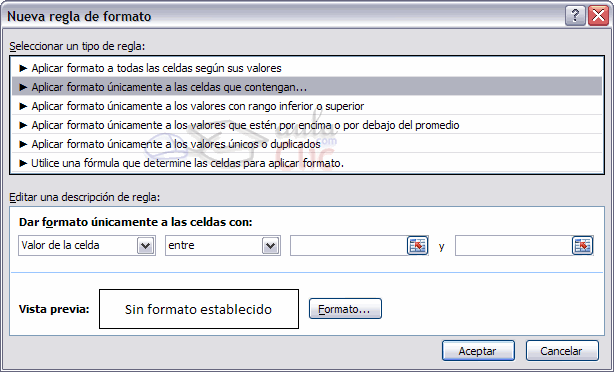 Nueva regla de formato
Seleccionar un tipo de regla:
► Aplicar formato a todas las celdas según sus valores
► Aplicar formato únicamente a las celdas que contengan...
► Aplicar formato únicamente a los valores con rango inferior o superior
► Aplicar formato únicamente a los valores que estén por encima o por debajo del promedio
► Aplicar formato únicamente a los valores únicos o duplicados
► Utilice una fórmula que determine las celdas para aplicar formato.
aula
.com
CLIC
Editar una descripción de regla:
Dar formato únicamente a las celdas con:
Valor de la celda entre y
Vista previa: Sin formato establecido Formato...
Aceptar Cancelar